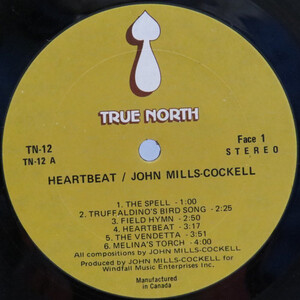 TRUE NORTH
TN-12
TN-12 A
Face 1
STEREO
HEARTBEAT / JOHN MILLS-COCKELL
1. THE SPELL - 1:00
2. TRUFFALDINO'S BIRD SONG - 2:25
3. FIELD HYMN - 2:50
4. HEARTBEAT - 3:17
5. THE VENDETTA - 3:51
6. MELINA'S TORCH - 4:00
All compositions by JOHN MILLS-COCKELL
Produced by JOHN MILLS-COCKELL for
Windfall Music Enterprises Inc.
Manufactured
in Canada